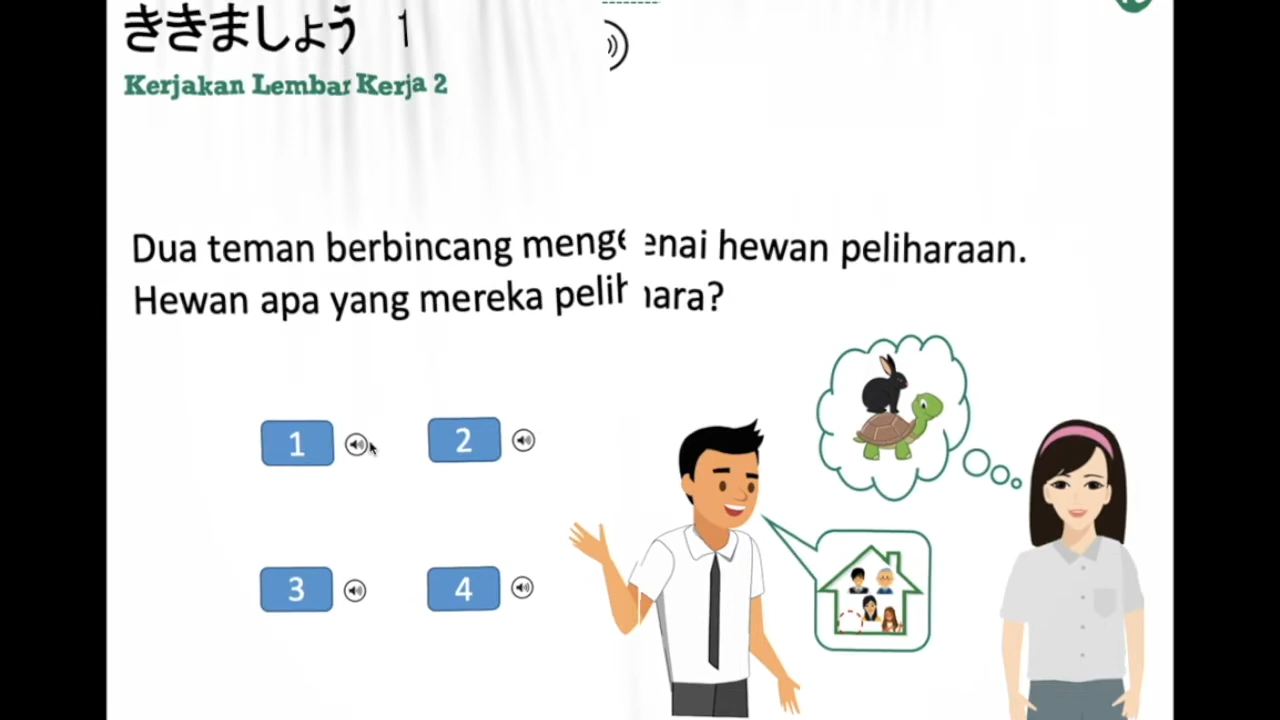 ききましょう 1
Kerjakan Lembar Kerja 2
Dua teman berbincang mengenai hewan peliharaan.
Hewan apa yang mereka pelihara?
1
2
3
4